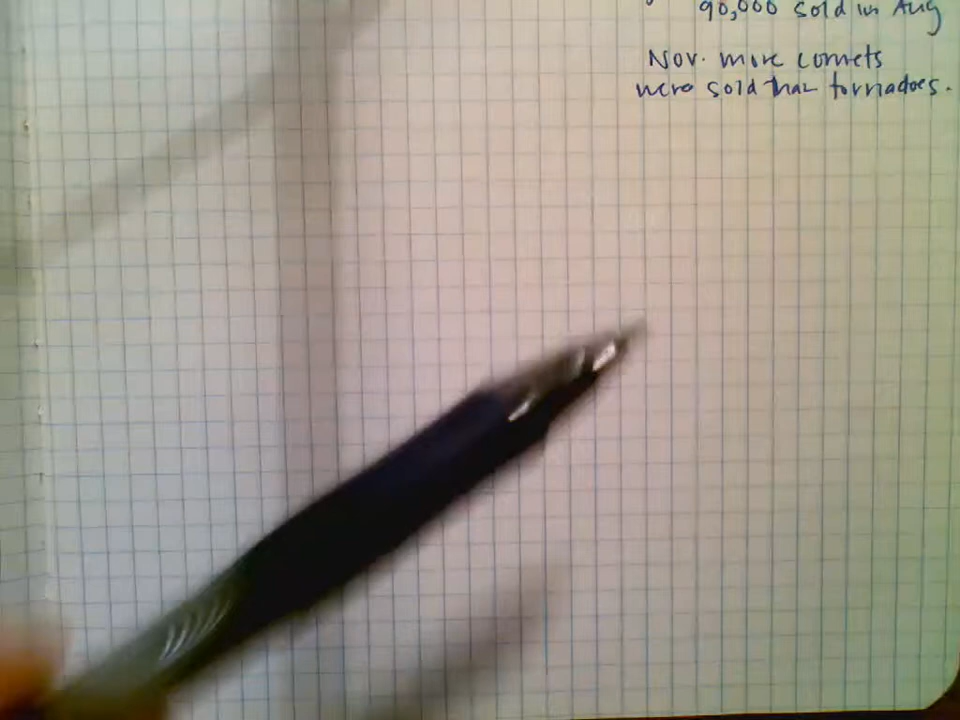 90,000 sold in Aug
Nov. more comets
were sold than tornadoes.